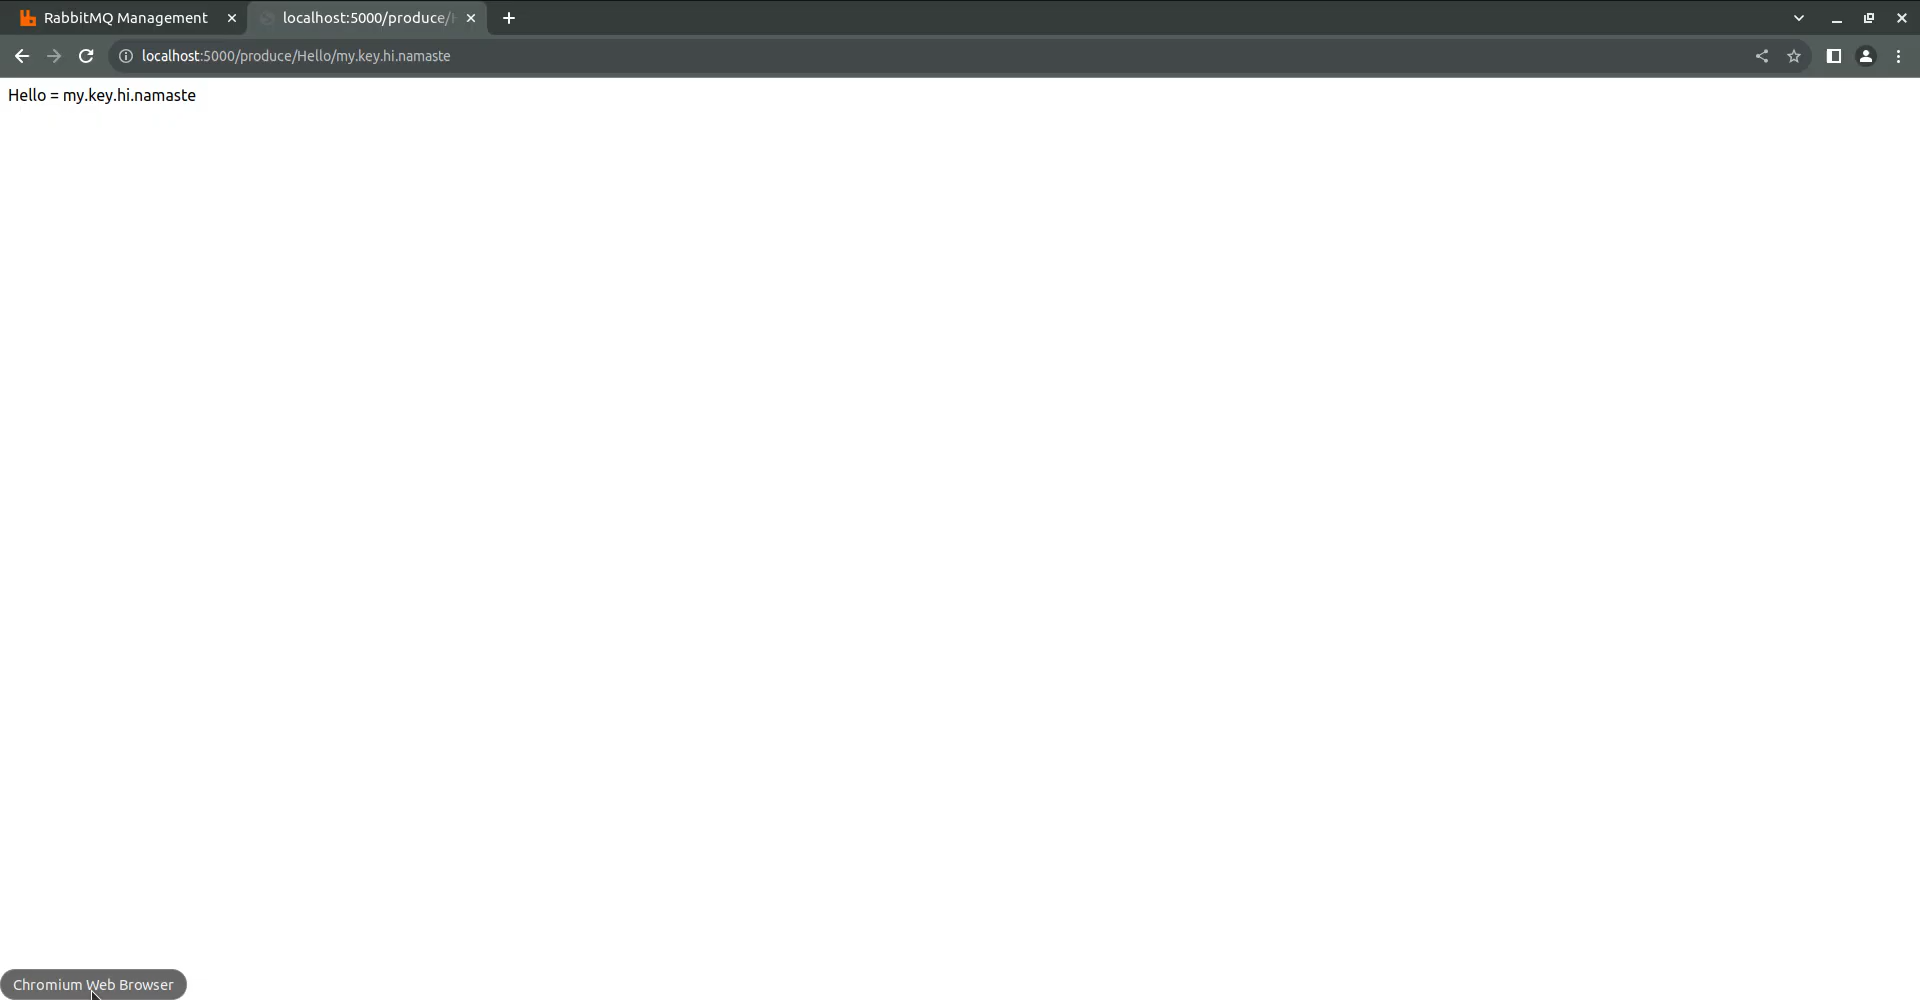 RabbitMQ Management
localhost:5000/produce/H
localhost:5000/produce/Hello/my.key.hi.namaste
Hello = my.key.hi.namaste
Chromium Web Browser